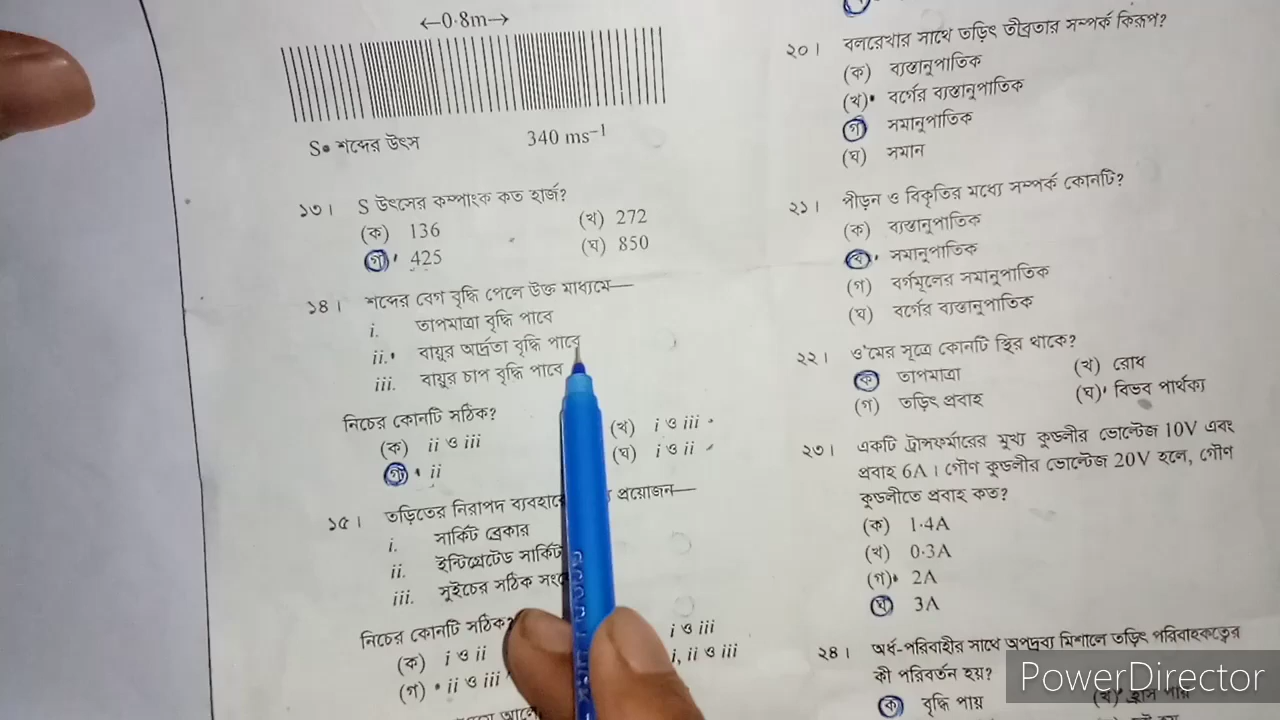 ←0·8m→
S• শব্দের উৎস
340 ms⁻¹
১৩। S উৎসের কম্পাংক কত হার্জ?
(ক) 136
(খ) 272
(গ) 425
(ঘ) 850
১৪। শব্দের বেগ বৃদ্ধি পেলে উক্ত মাধ্যমে—
i. তাপমাত্রা বৃদ্ধি পাবে
ii. বায়ুর আর্দ্রতা বৃদ্ধি পাবে
iii. বায়ুর চাপ বৃদ্ধি পাবে
নিচের কোনটি সঠিক?
(ক) ii ও iii
(খ) i ও iii
(গ) ii
(ঘ) i ও ii
১৫। তড়িতের নিরাপদ প্রয়োজন—
i. সার্কিট ব্রেকার
ii. ইন্টিগ্রেটেড সার্কিট
iii. সুইচের সঠিক
নিচের কোনটি সঠিক?
(ক) i ও ii
i ও iii
(গ) ii ও iii
i, ii ও iii
২০। বলরেখার সাথে তড়িৎ তীব্রতার সম্পর্ক কিরূপ?
(ক) ব্যস্তানুপাতিক
(খ) বর্গের ব্যস্তানুপাতিক
(গ) সমানুপাতিক
(ঘ) সমান
২১। পীড়ন ও বিকৃতির মধ্যে সম্পর্ক কোনটি?
(ক) ব্যস্তানুপাতিক
(খ) সমানুপাতিক
(গ) বর্গমূলের সমানুপাতিক
(ঘ) বর্গের ব্যস্তানুপাতিক
২২। ও'মের সূত্রে কোনটি স্থির থাকে?
(ক) তাপমাত্রা
(খ) রোধ
(গ) তড়িৎ প্রবাহ
(ঘ) বিভব পার্থক্য
২৩। একটি ট্রান্সফর্মারের মুখ্য কুন্ডলীর ভোল্টেজ 10V এবং
প্রবাহ 6A। গৌণ কুন্ডলীর ভোল্টেজ 20V হলে, গৌণ
কুন্ডলীতে প্রবাহ কত?
(ক) 1·4A
(খ) 0·3A
(গ) 2A
(ঘ) 3A
২৪। অর্ধ-পরিবাহীর সাথে অপদ্রব্য মিশালে তড়িৎ পরিবাহকত্বের
কী পরিবর্তন হয়?
(ক) বৃদ্ধি পায়
(খ) হ্রাস পায়
PowerDirector